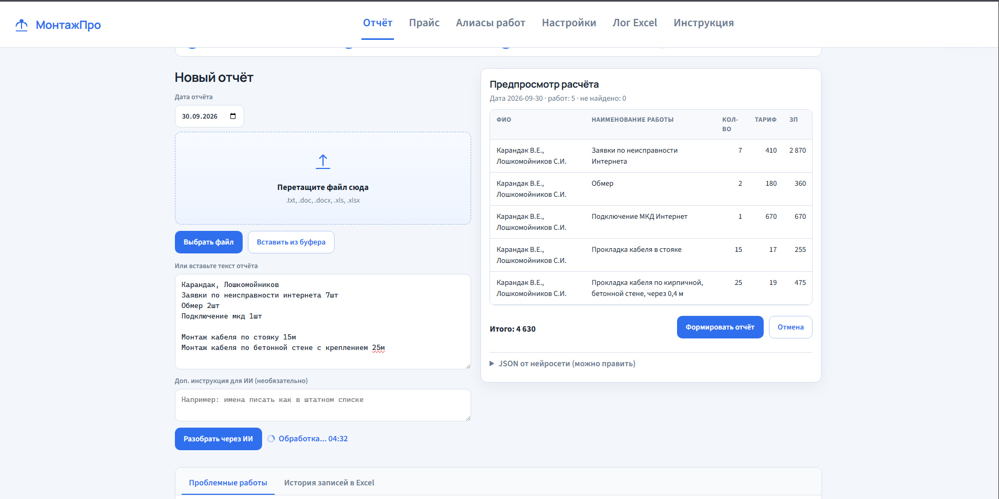 МонтажПро
Отчёт
Прайс
Алиасы работ
Настройки
Лог Excel
Инструкция
Новый отчёт
Дата отчёта
30.09.2026
Перетащите файл сюда
.txt, .doc, .docx, .xls, .xlsx
Выбрать файл
Вставить из буфера
Или вставьте текст отчёта
Карандак, Лошкомойников
Заявки по неисправности интернета 7шт
Обмер 2шт
Подключение мкд 1шт
Монтаж кабеля по стояку 15м
Монтаж кабеля по бетонной стене с креплением 25м
Доп. инструкция для ИИ (необязательно)
Например: имена писать как в штатном списке
Разобрать через ИИ
Обработка... 04:32
Предпросмотр расчёта
Дата 2026-09-30 · работ: 5 · не найдено: 0
ФИО НАИМЕНОВАНИЕ РАБОТЫ КОЛ- ТАРИФ ЗП
ВО
Карандак В.Е., Заявки по неисправности 7 410 2 870
Лошкомойников С.И. Интернета
Карандак В.Е., Обмер 2 180 360
Лошкомойников С.И.
Карандак В.Е., Подключение МКД Интернет 1 670 670
Лошкомойников С.И.
Карандак В.Е., Прокладка кабеля в стояке 15 17 255
Лошкомойников С.И.
Карандак В.Е., Прокладка кабеля по кирпичной, 25 19 475
Лошкомойников С.И. бетонной стене, через 0,4 м
Итого: 4 630
Формировать отчёт
Отмена
JSON от нейросети (можно править)
Проблемные работы
История записей в Excel